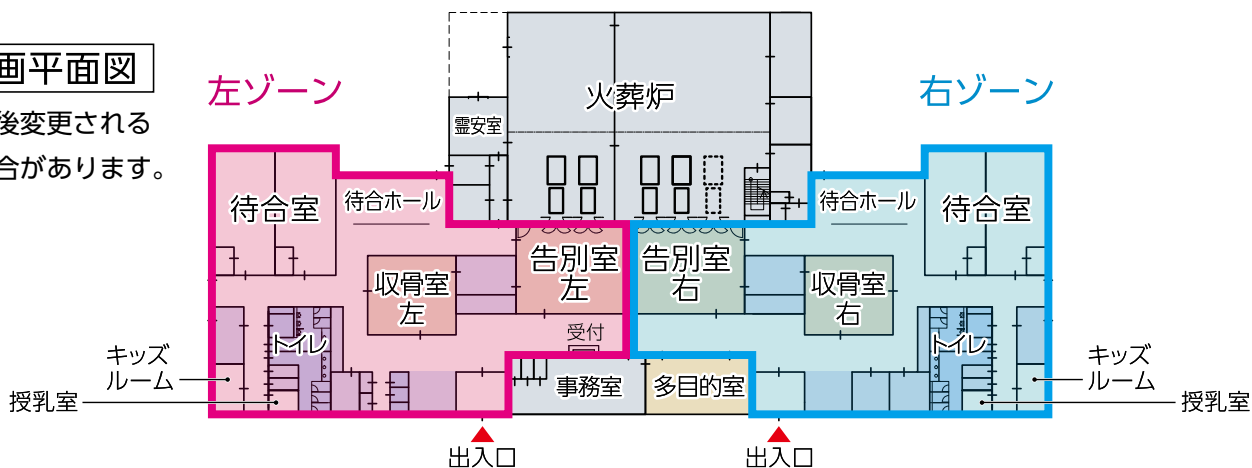 画平面図
後変更される
合があります。
左ゾーン
右ゾーン
火葬炉
霊安室
待合室
待合ホール
待合ホール
待合室
告別室
左
告別室
右
収骨室
左
収骨室
右
受付
トイレ
トイレ
キッズ
ルーム
キッズ
ルーム
授乳室
事務室
多目的室
授乳室
出入口
出入口